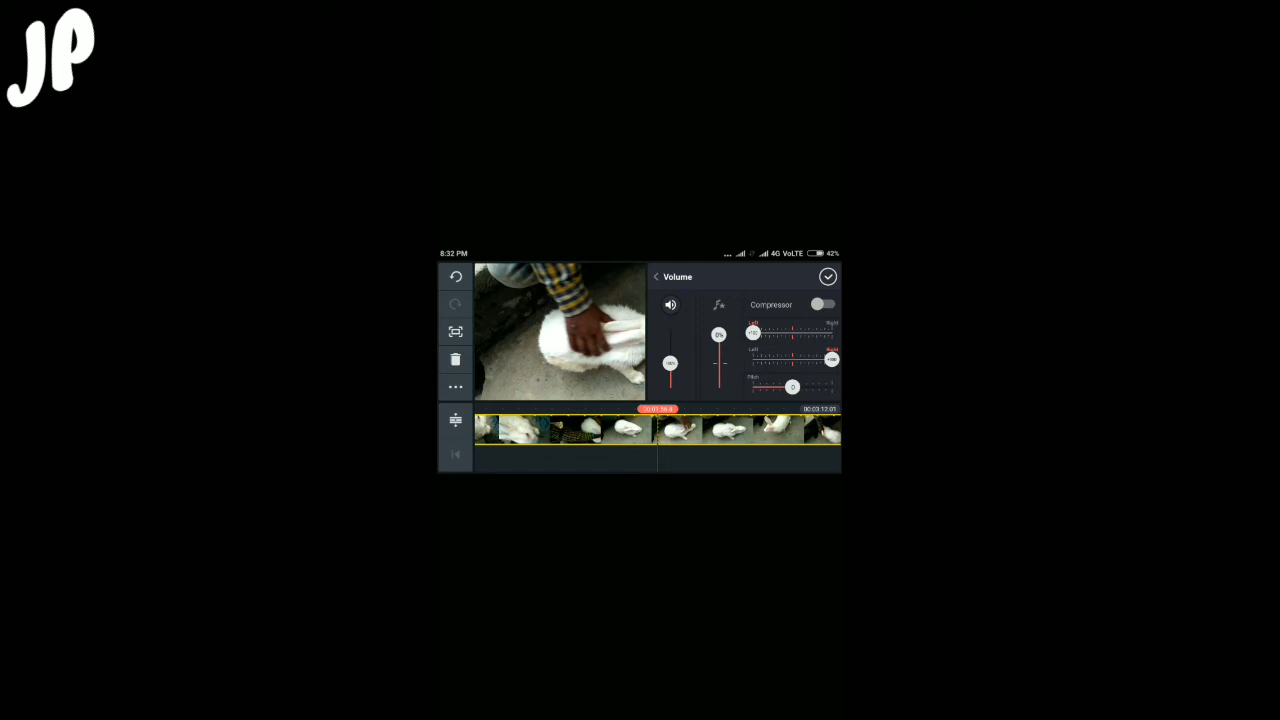 JP
8:32 PM
4G VoLTE 42%
Volume
Compressor
Left Right
Left Right
Pitch
0%
0
00:03:12.01